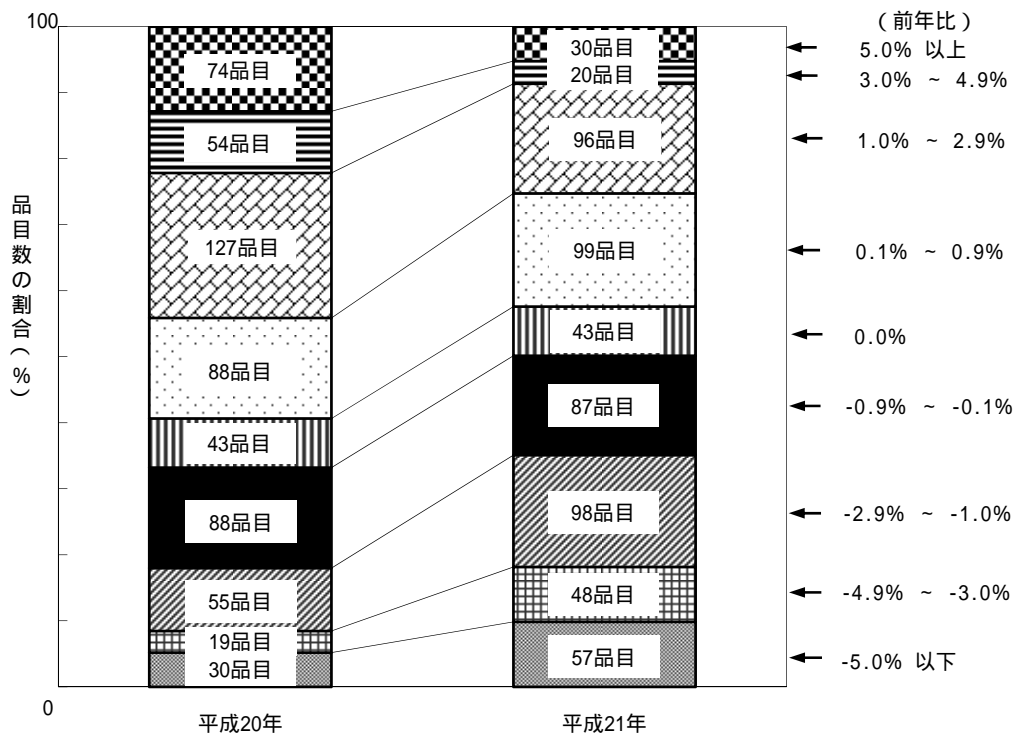 100
（前年比）
5.0% 以上
3.0% ～ 4.9%
1.0% ～ 2.9%
0.1% ～ 0.9%
0.0%
-0.9% ～ -0.1%
-2.9% ～ -1.0%
-4.9% ～ -3.0%
-5.0% 以下
品目数の割合）%（
74品目
54品目
127品目
88品目
43品目
88品目
55品目
19品目
30品目
30品目
20品目
96品目
99品目
43品目
87品目
98品目
48品目
57品目
0
平成20年
平成21年